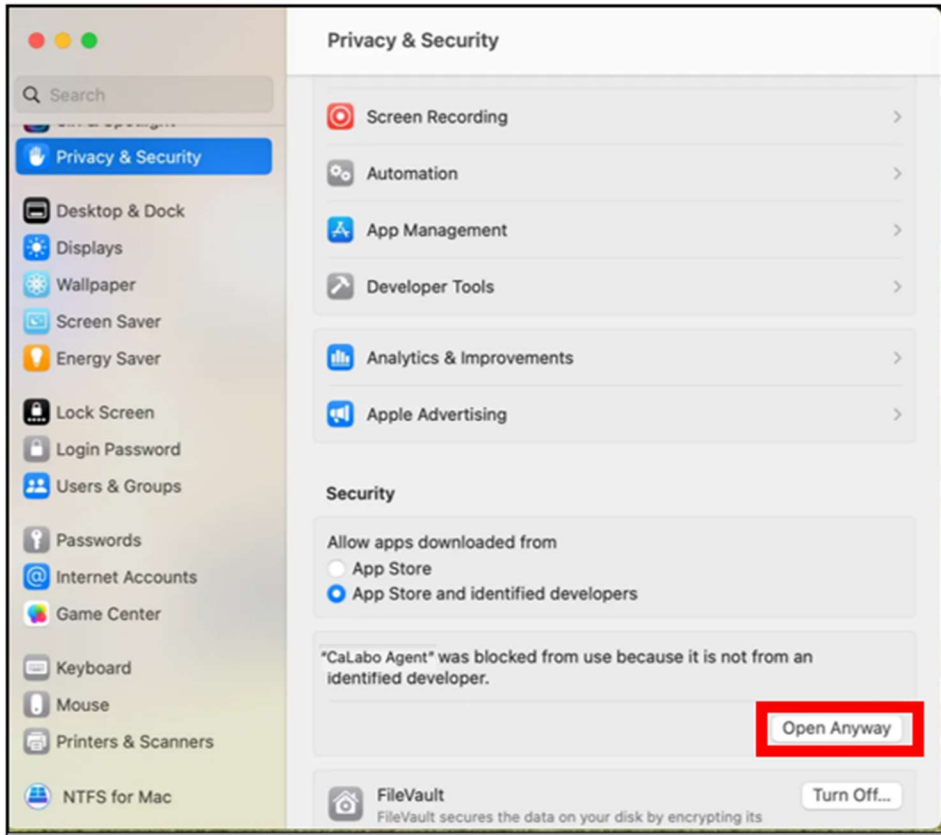 Privacy & Security
Search
Privacy & Security
Desktop & Dock
Displays
Wallpaper
Screen Saver
Energy Saver
Lock Screen
Login Password
Users & Groups
Passwords
Internet Accounts
Game Center
Keyboard
Mouse
Printers & Scanners
NTFS for Mac
Screen Recording
Automation
App Management
Developer Tools
Analytics & Improvements
Apple Advertising
Security
Allow apps downloaded from
App Store
App Store and identified developers
"CaLabo Agent" was blocked from use because it is not from an
identified developer.
Open Anyway
FileVault
Turn Off...
FileVault secures the data on your disk by encrypting its